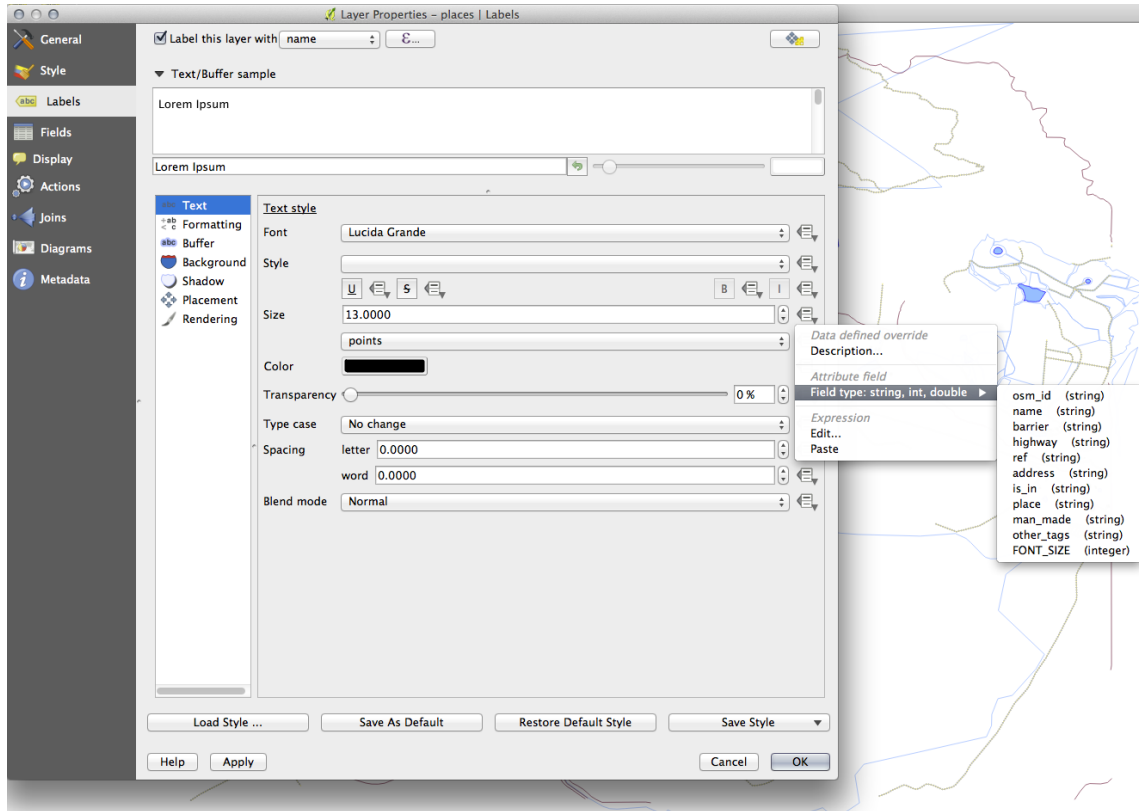 Layer Properties – places | Labels
General
Style
Labels
Fields
Display
Actions
Joins
Diagrams
Metadata
Label this layer with name ε...
Text/Buffer sample
Lorem Ipsum
Lorem Ipsum
Text
Formatting
Buffer
Background
Shadow
Placement
Rendering
Text style
Font Lucida Grande
Style
U S B I
Size 13.0000
points
Color
Transparency 0 %
Type case No change
Spacing letter 0.0000
word 0.0000
Blend mode Normal
Data defined override
Description...
Attribute field
Field type: string, int, double
Expression
Edit...
Paste
osm_id (string)
name (string)
barrier (string)
highway (string)
ref (string)
address (string)
is_in (string)
place (string)
man_made (string)
other_tags (string)
FONT_SIZE (integer)
Load Style ... Save As Default Restore Default Style Save Style
Help Apply Cancel OK